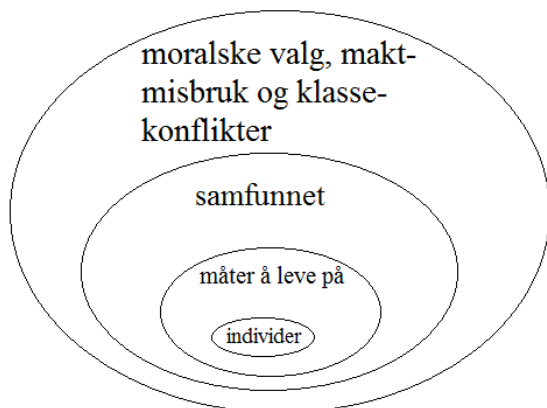 moralske valg, makt-
misbruk og klasse-
konflikter
samfunnet
måter å leve på
individer